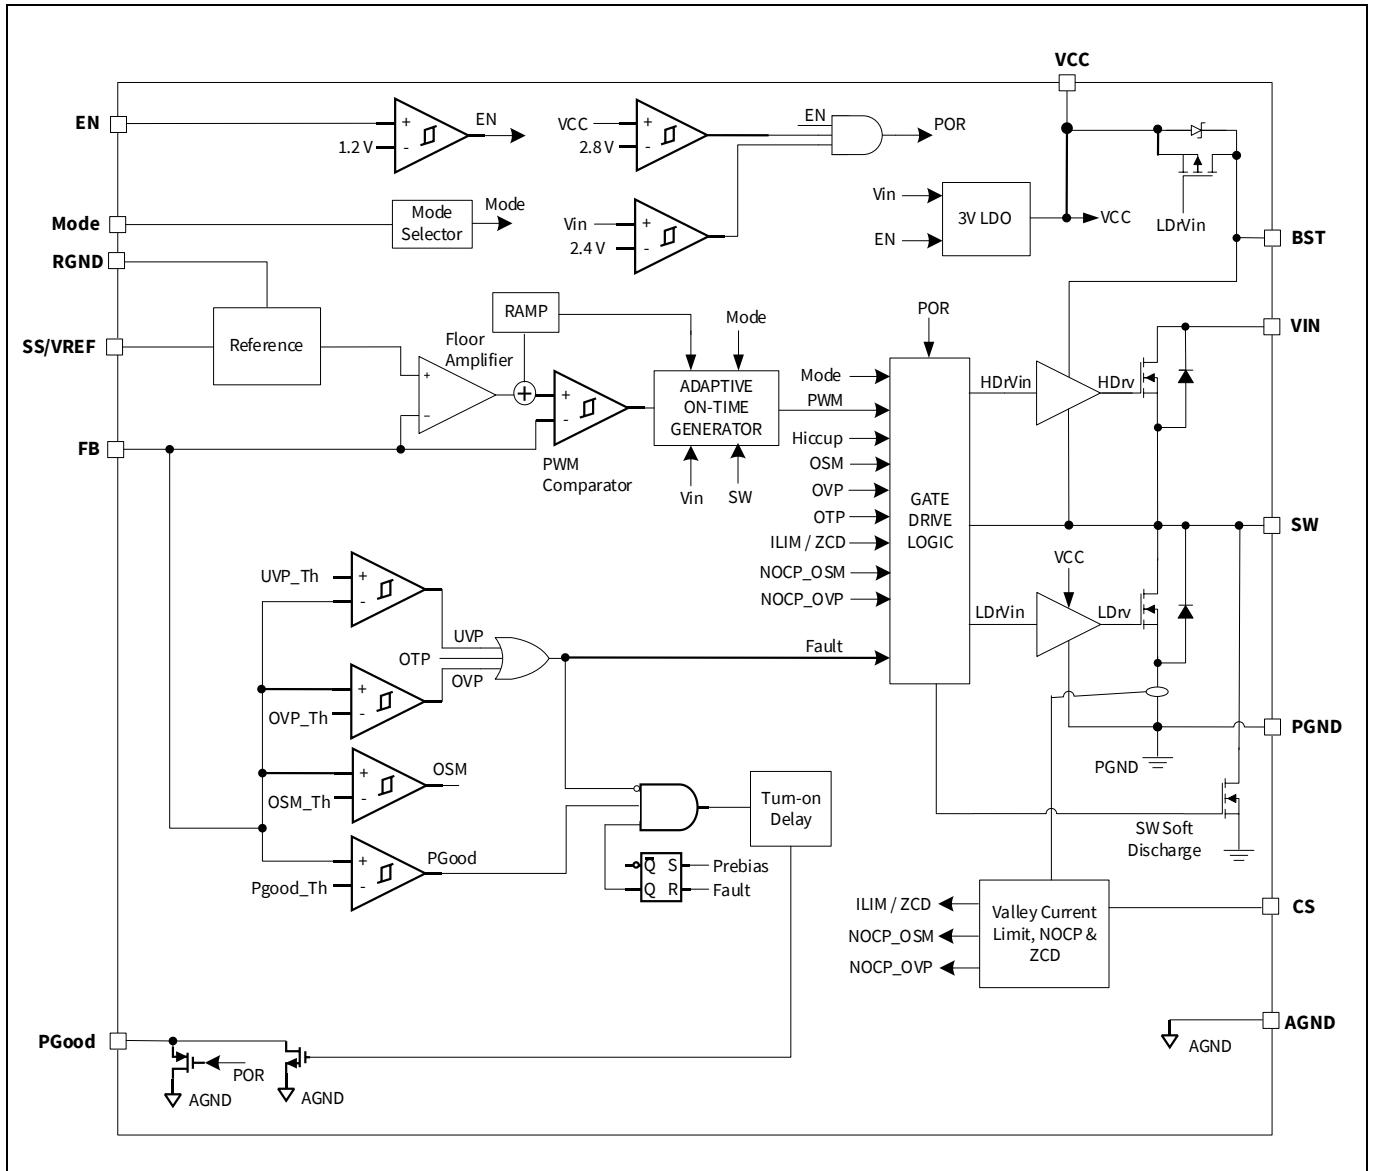 VCC
EN
+
-
1.2 V
EN
VCC
2.8 V
+
-
EN
POR
Mode
Mode
Selector
Mode
Vin
2.4 V
+
-
Vin
EN
3V LDO
VCC
LDrVin
BST
RGND
SS/VREF
Reference
Floor
Amplifier
+
-
RAMP
+
+
-
PWM
Comparator
Mode
ADAPTIVE
ON-TIME
GENERATOR
Vin
SW
POR
Mode
PWM
Hiccup
OSM
OVP
OTP
ILIM / ZCD
NOCP_OSM
NOCP_OVP
Fault
GATE
DRIVE
LOGIC
HDrVin
HDrv
VIN
SW
VCC
LDrVin
LDrv
PGND
PGND
SW Soft
Discharge
FB
UVP_Th
+
-
UVP
OTP
OVP
OVP_Th
+
-
OSM_Th
+
-
OSM
Pgood_Th
+
-
PGood
Turn-on
Delay
Q S
Q R
Prebias
Fault
ILIM / ZCD
NOCP_OSM
NOCP_OVP
Valley Current
Limit, NOCP &
ZCD
CS
AGND
AGND
PGood
POR
AGND
AGND